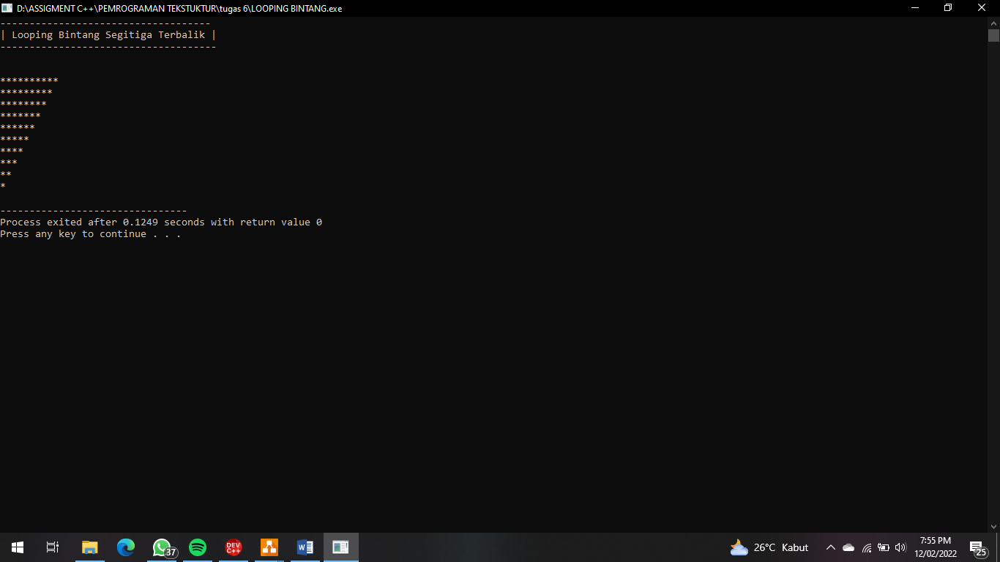 D:\ASSIGMENT C++\PEMROGRAMAN TEKSTUKTUR\tugas 6\LOOPING BINTANG.exe
------------------------------------
| Looping Bintang Segitiga Terbalik |
-------------------------------------
**********
*********
********
*******
******
*****
****
***
**
*
--------------------------------
Process exited after 0.1249 seconds with return value 0
Press any key to continue . . .
37
DEV
C++
W
26°C Kabut
7:55 PM
12/02/2022
25